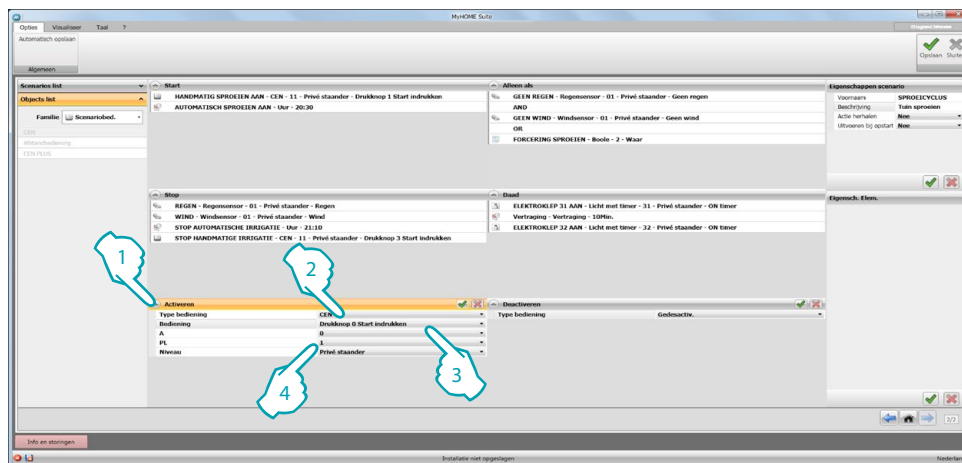 MyHOME Suite
Opties Visualiseer Taal ?
Automatisch opslaan
Opslaan Sluite
Algemeen
Scenarios list
Objects list
Familie Scenariobed.
CEN
Afstandbediening
CEN PLUS
Start
HANDMATIG SPROEIEN AAN - CEN - 11 - Privé staander - Drukknop 1 Start indrukken
AUTOMATISCH SPROEIEN AAN - Uur - 20:30
Alleen als
GEEN REGEN - Regensensor - 01 - Privé staander - Geen regen
AND
GEEN WIND - Windsensor - 01 - Privé staander - Geen wind
OR
FORCERING SPROEIEN - Boole - 2 - Waar
Eigenschappen scenario
Voornaam SPROEICYCLUS
Beschrijving Tuin sproeien
Actie herhalen Nee
Uitvoeren bij opstart Nee
Stop
REGEN - Regensensor - 01 - Privé staander - Regen
WIND - Windsensor - 01 - Privé staander - Wind
STOP AUTOMATISCHE IRRIGATIE - Uur - 21:10
STOP HANDMATIGE IRRIGATIE - CEN - 11 - Privé staander - Drukknop 3 Start indrukken
Daad
ELEKTROKLEP 31 AAN - Licht met timer - 31 - Privé staander - ON timer
Vertraging - Vertraging - 10Min.
ELEKTROKLEP 32 AAN - Licht met timer - 32 - Privé staander - ON timer
Eigensch. Elem.
1
2
Activeren
Type bediening CEN
Bediening Drukknop 0 Start indrukken
A 0
PL 1
Niveau Privé staander
Deactiveren
Type bediening Gedesactiv.
3
4
2/2
Info en storingen
Installatie niet opgeslagen
Nederlan